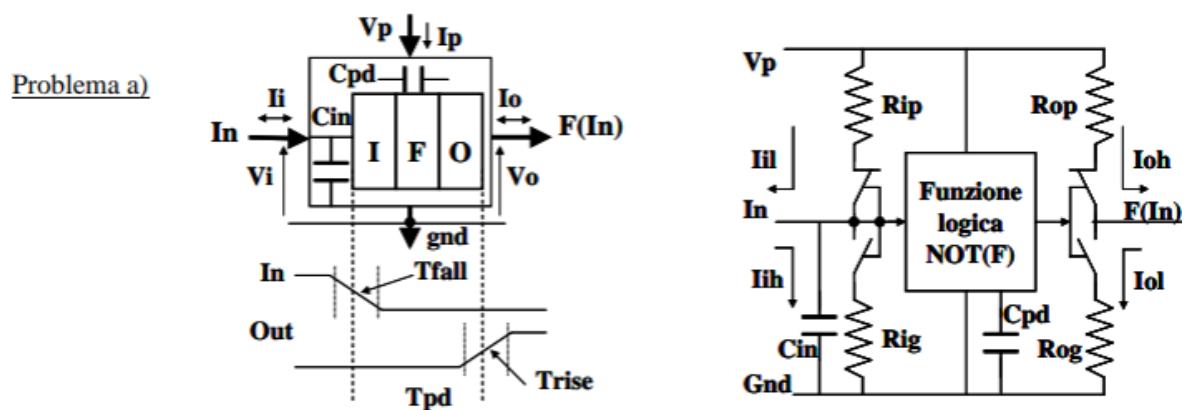 Problema a)
Vp
Ip
Cpd
Ii
Cin
Io
In
F(In)
I F O
Vi
Vo
gnd
In
Tfall
Out
Trise
Tpd
Vp
Rip
Rop
Iil
Ioh
Funzione
logica
NOT(F)
In
F(In)
Iih
Iol
Cpd
Cin
Rig
Rog
Gnd